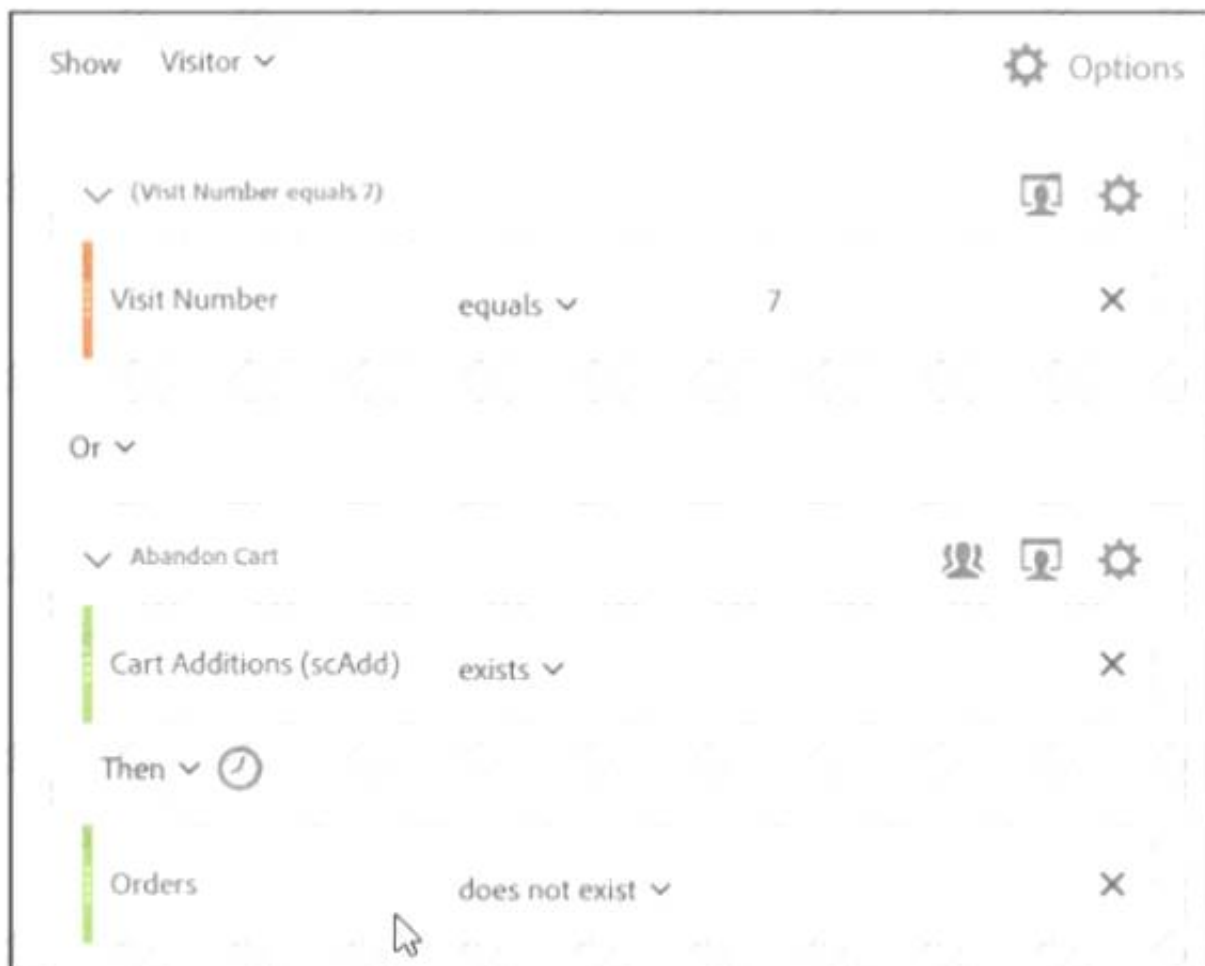 Show Visitor Options
(Visit Number equals 7)
Visit Number equals 7
Or
Abandon Cart
Cart Additions (scAdd) exists
Then
Orders does not exist